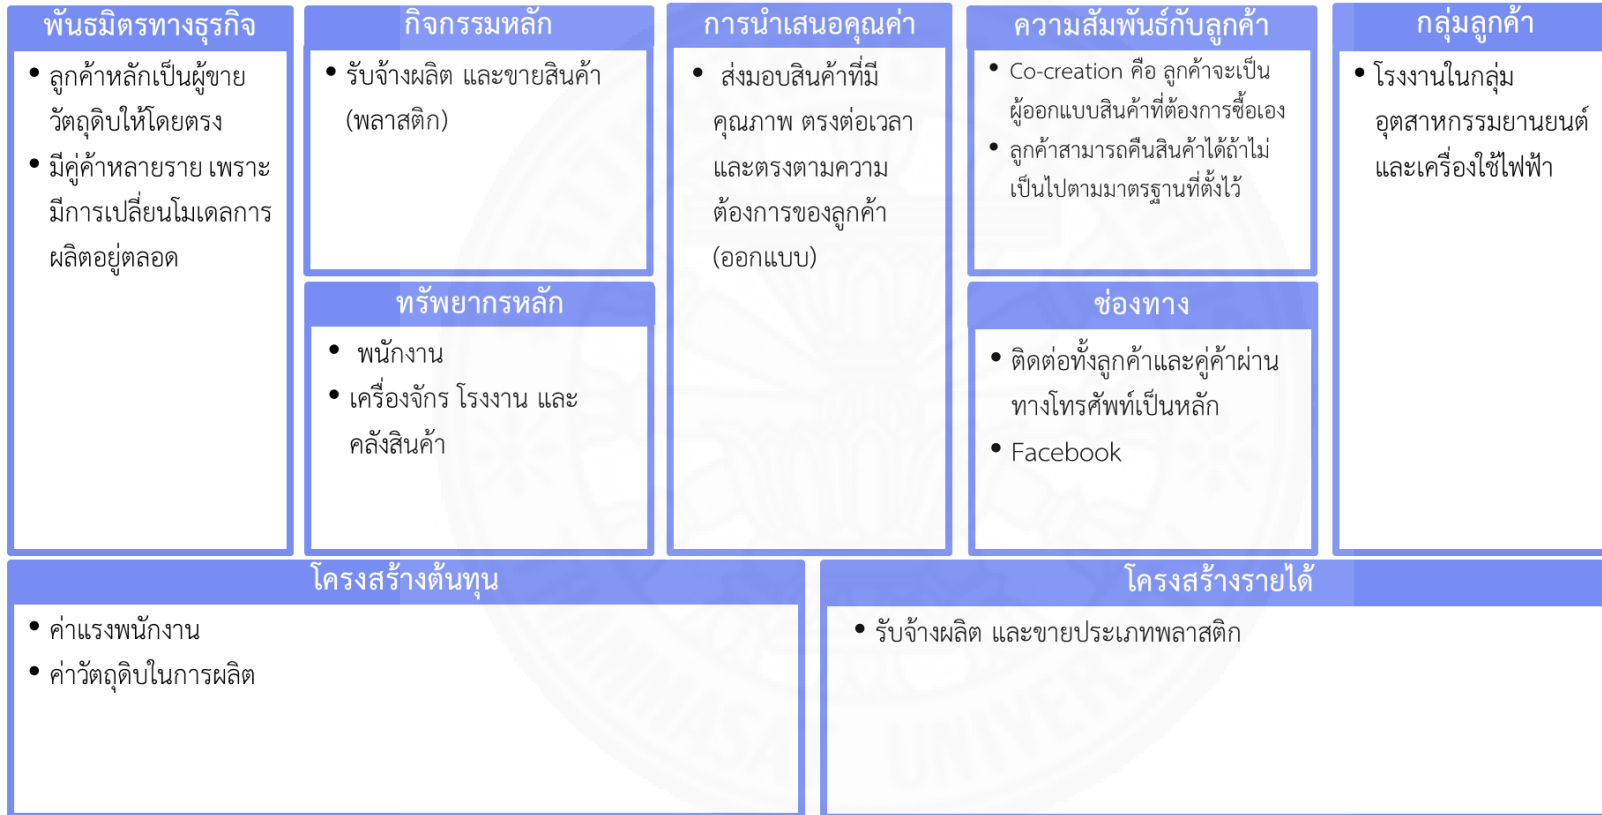 พันธมิตรทางธุรกิจ
• ลูกค้าหลักเป็นผู้ขาย
วัตถุดิบให้โดยตรง
• มีคู่ค้าหลายราย เพราะ
มีการเปลี่ยนโมเดลการ
ผลิตอยู่ตลอด
กิจกรรมหลัก
• รับจ้างผลิต และขายสินค้า
(พลาสติก)
ทรัพยากรหลัก
• พนักงาน
• เครื่องจักร โรงงาน และ
คลังสินค้า
การนำเสนอคุณค่า
• ส่งมอบสินค้าที่มี
คุณภาพ ตรงต่อเวลา
และตรงตามความ
ต้องการของลูกค้า
(ออกแบบ)
ความสัมพันธ์กับลูกค้า
• Co-creation คือ ลูกค้าจะเป็น
ผู้ออกแบบสินค้าที่ต้องการซื้อเอง
• ลูกค้าสามารถคืนสินค้าได้ถ้าไม่
เป็นไปตามมาตรฐานที่ตั้งไว้
ช่องทาง
• ติดต่อทั้งลูกค้าและคู่ค้าผ่าน
ทางโทรศัพท์เป็นหลัก
• Facebook
กลุ่มลูกค้า
• โรงงานในกลุ่ม
อุตสาหกรรมยานยนต์
และเครื่องใช้ไฟฟ้า
โครงสร้างต้นทุน
• ค่าแรงพนักงาน
• ค่าวัตถุดิบในการผลิต
โครงสร้างรายได้
• รับจ้างผลิต และขายประเภทพลาสติก